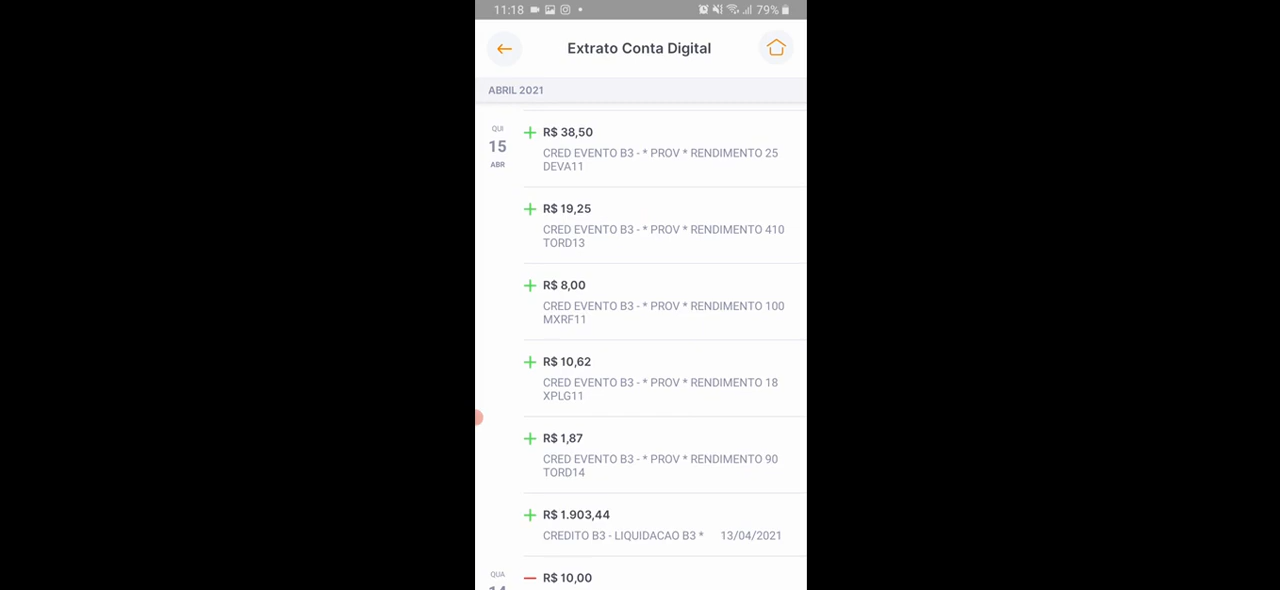 11:18 79%
Extrato Conta Digital
ABRIL 2021
QUI
15
ABR
R$ 38,50
CRED EVENTO B3 - * PROV * RENDIMENTO 25
DEVA11
R$ 19,25
CRED EVENTO B3 - * PROV * RENDIMENTO 410
TORD13
R$ 8,00
CRED EVENTO B3 - * PROV * RENDIMENTO 100
MXRF11
R$ 10,62
CRED EVENTO B3 - * PROV * RENDIMENTO 18
XPLG11
R$ 1,87
CRED EVENTO B3 - * PROV * RENDIMENTO 90
TORD14
R$ 1.903,44
CREDITO B3 - LIQUIDACAO B3 * 13/04/2021
QUA
14
R$ 10,00